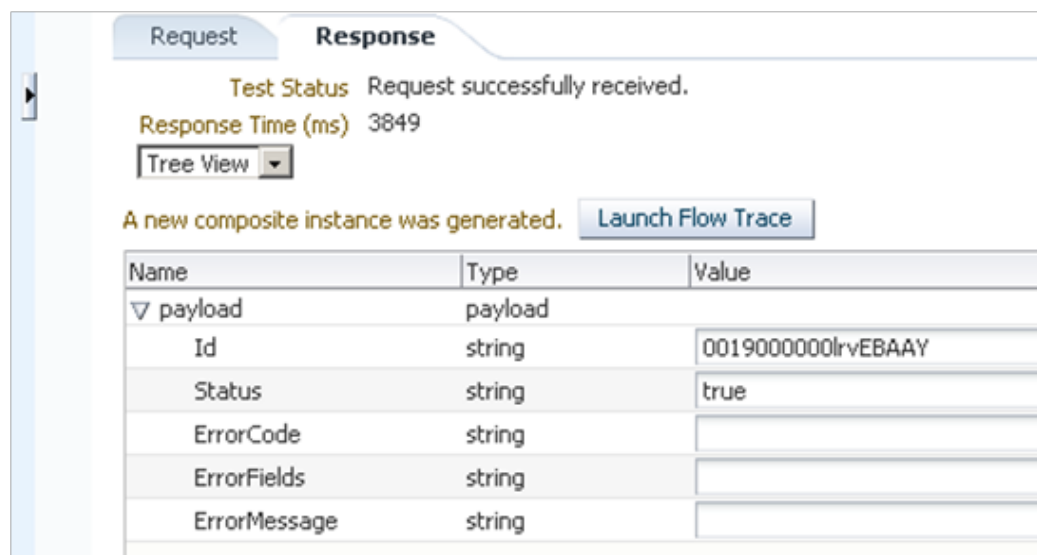 Request Response
Test Status Request successfully received.
Response Time (ms) 3849
Tree View
A new composite instance was generated. Launch Flow Trace
Name Type Value
payload payload
Id string 0019000000lrvEBAAY
Status string true
ErrorCode string
ErrorFields string
ErrorMessage string